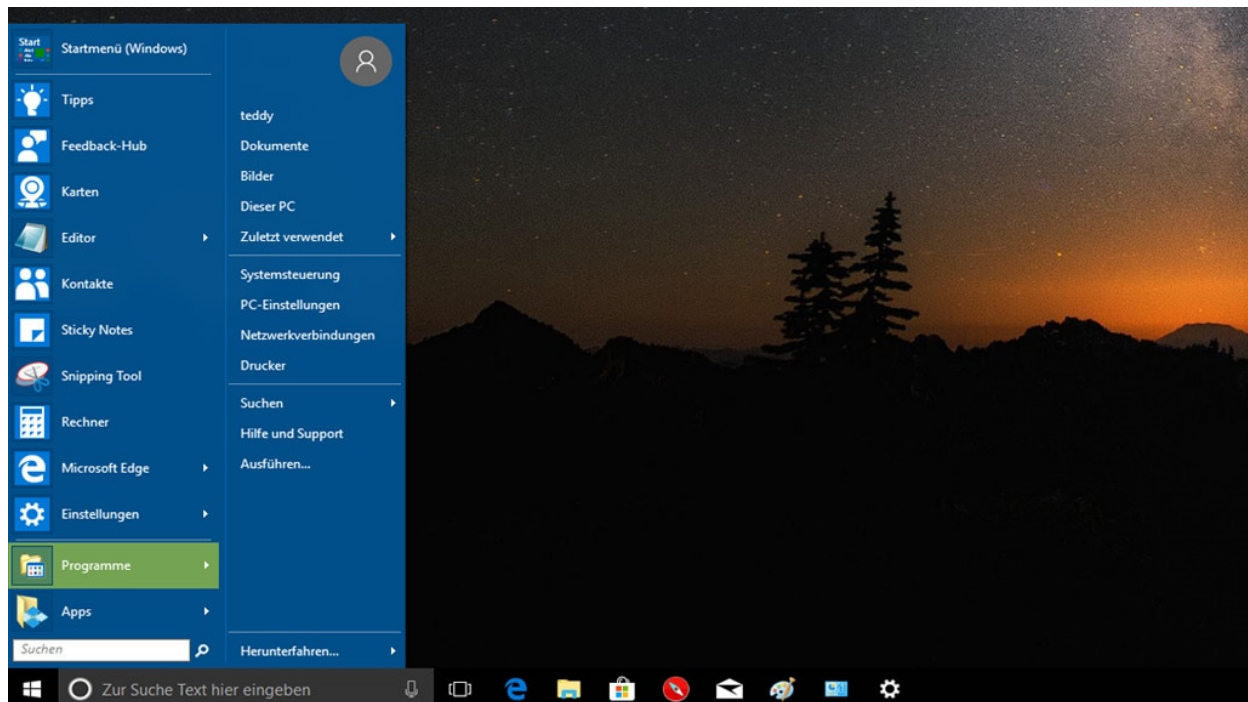 Start
Startmenü (Windows)
Tipps
Feedback-Hub
Karten
Editor
Kontakte
Sticky Notes
Snipping Tool
Rechner
Microsoft Edge
Einstellungen
Programme
Apps
Suchen
teddy
Dokumente
Bilder
Dieser PC
Zuletzt verwendet
Systemsteuerung
PC-Einstellungen
Netzwerkverbindungen
Drucker
Suchen
Hilfe und Support
Ausführen...
Herunterfahren...
Zur Suche Text hier eingeben